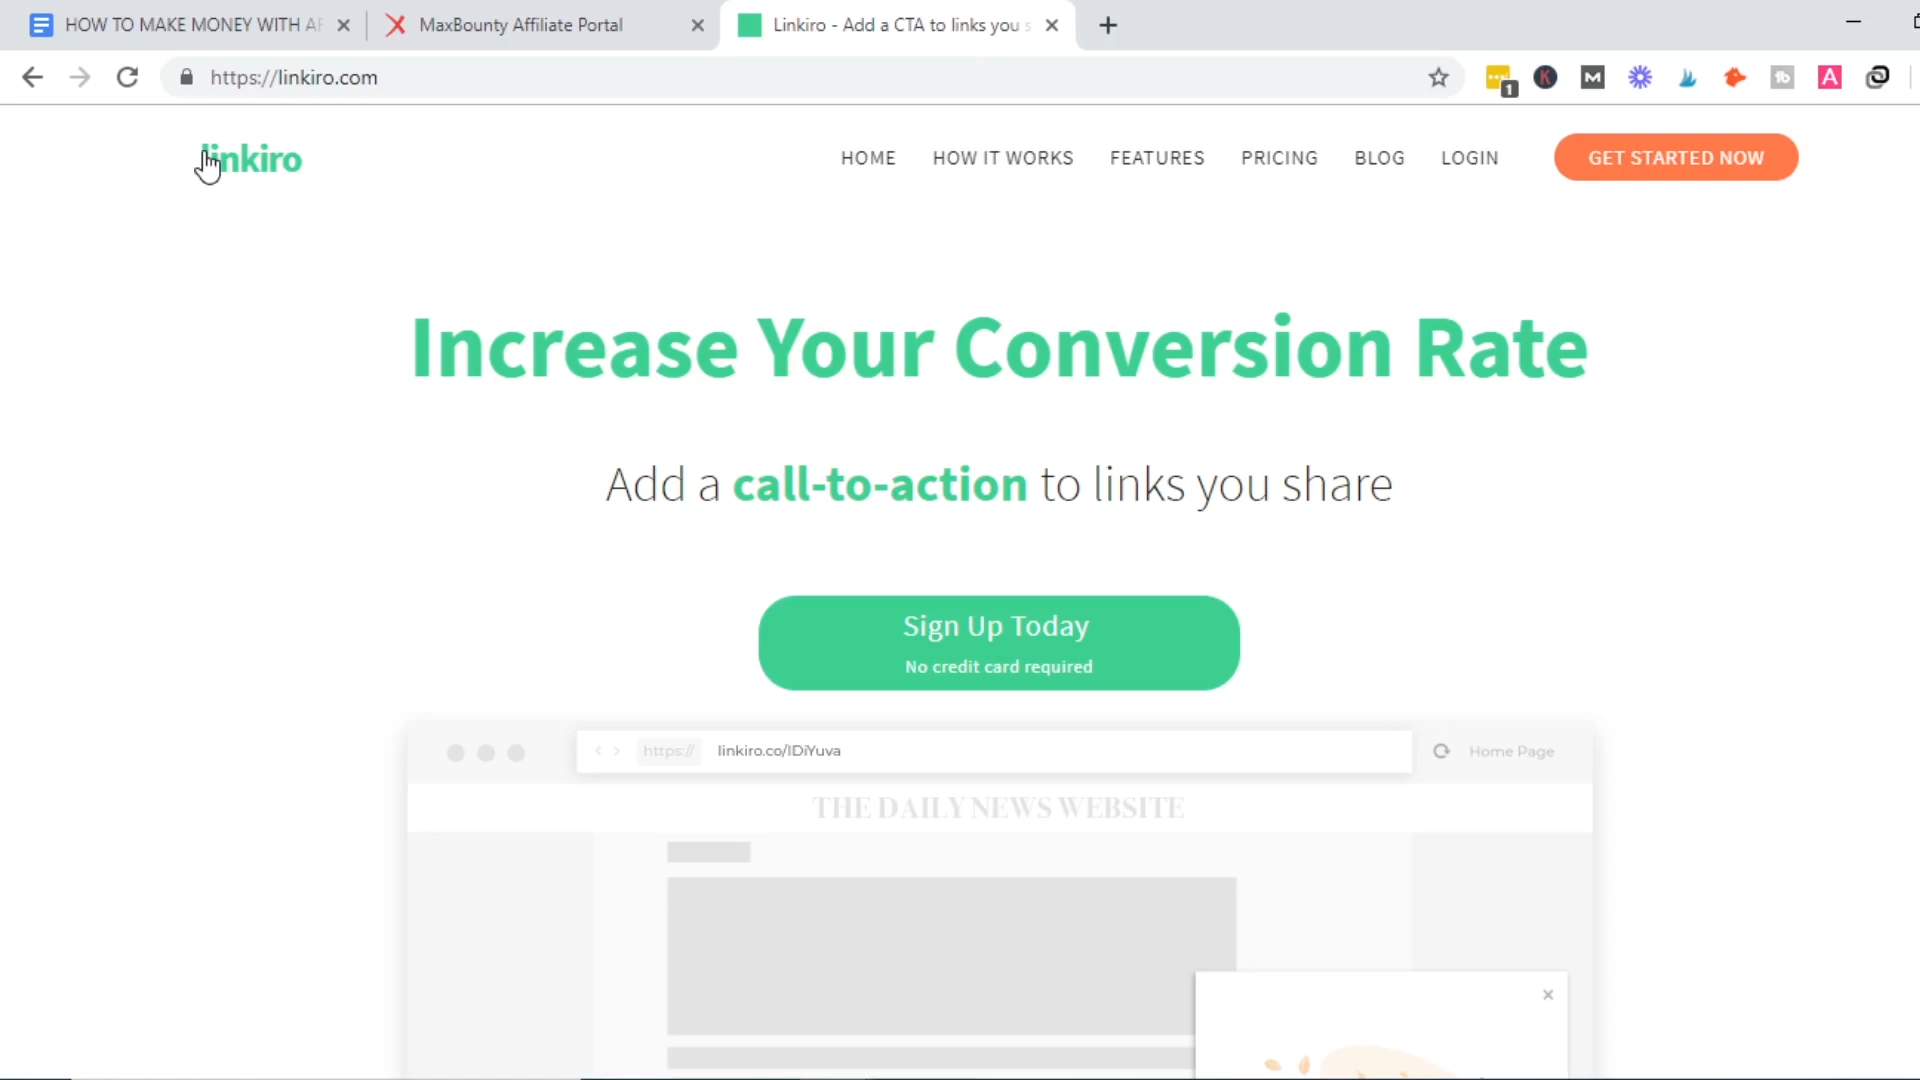 HOW TO MAKE MONEY WITH AF
MaxBounty Affiliate Portal
Linkiro - Add a CTA to links you s
https://linkiro.com
1
linkiro
HOME
HOW IT WORKS
FEATURES
PRICING
BLOG
LOGIN
GET STARTED NOW
Increase Your Conversion Rate
Add a call-to-action to links you share
Sign Up Today
No credit card required
https://
linkiro.co/lDiYuva
Home Page
THE DAILY NEWS WEBSITE